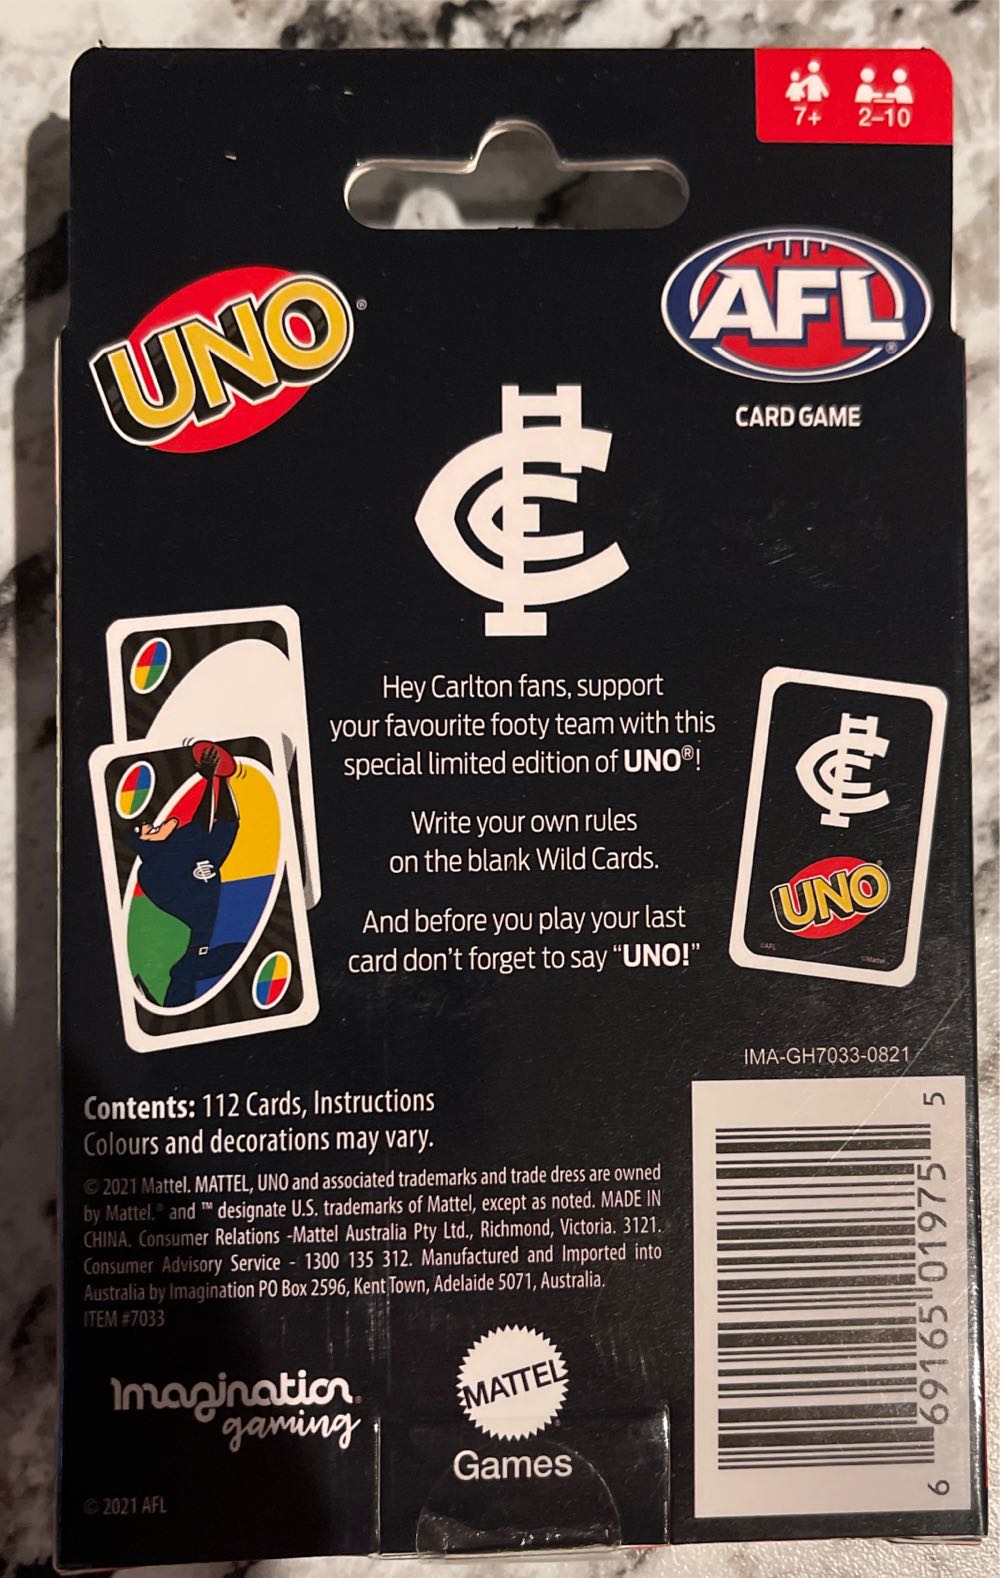 7+ 2-10
UNO®
AFL®
CARD GAME
CFC
Hey Carlton fans, support
your favourite footy team with this
special limited edition of UNO®!
Write your own rules
on the blank Wild Cards.
And before you play your last
card don't forget to say “UNO!”
CFC
CFC
UNO
©AFL
©Mattel
IMA-GH7033-0821
Contents: 112 Cards, Instructions
Colours and decorations may vary.
© 2021 Mattel. MATTEL, UNO and associated trademarks and trade dress are owned
by Mattel.® and ™ designate U.S. trademarks of Mattel, except as noted. MADE IN
CHINA. Consumer Relations -Mattel Australia Pty Ltd., Richmond, Victoria. 3121.
Consumer Advisory Service - 1300 135 312. Manufactured and Imported into
Australia by Imagination PO Box 2596, Kent Town, Adelaide 5071, Australia.
ITEM #7033
Imagination
gaming
MATTEL
Games
© 2021 AFL
6 69165 01975 5